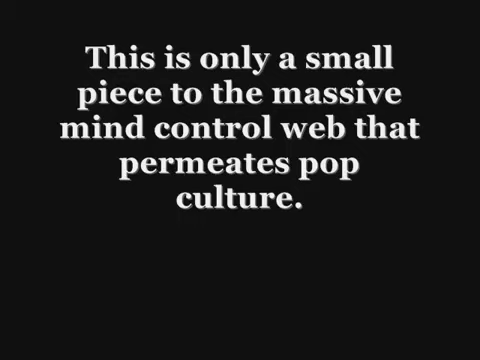 This is only a small
piece to the massive
mind control web that
permeates pop
culture.